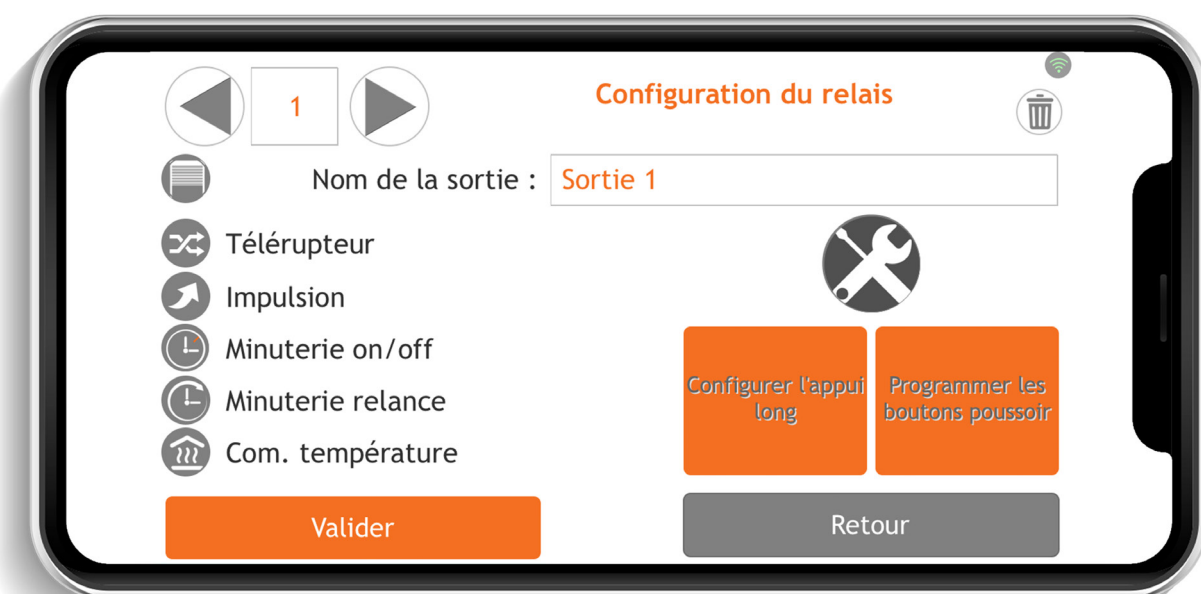 1
Configuration du relais
Nom de la sortie :
Sortie 1
Télérupteur
Impulsion
Minuterie on/off
Minuterie relance
Com. température
Configurer l'appui
long
Programmer les
boutons poussoir
Valider
Retour